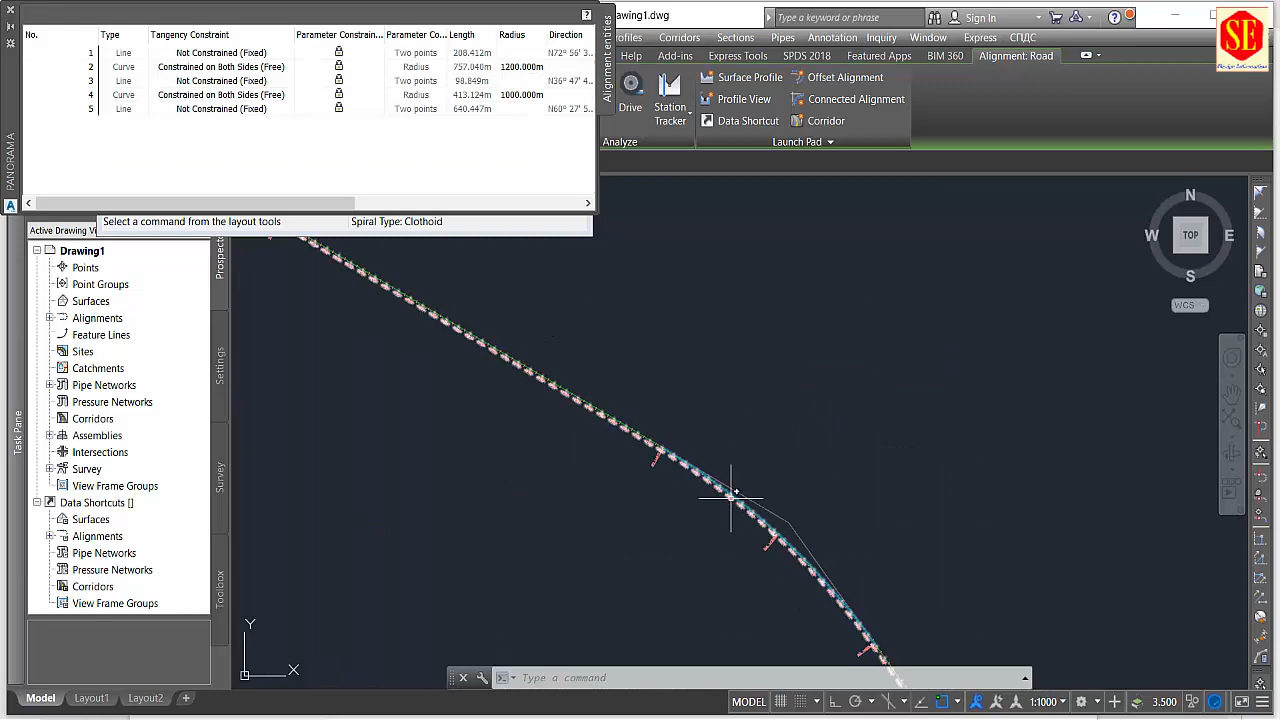 rawing1.dwg
Type a keyword or phrase
Sign In
SE
Design Information
rofiles Corridors Sections Pipes Annotation Inquiry Window Express СПДС
Help Add-ins Express Tools SPDS 2018 Featured Apps BIM 360 Alignment: Road
Drive
Station Tracker
Surface Profile
Profile View
Data Shortcut
Offset Alignment
Connected Alignment
Corridor
Analyze
Launch Pad
No. Type Tangency Constraint Parameter Constrain... Parameter Co... Length Radius Direction
1 Line Not Constrained (Fixed) Two points 208.412m N72° 56' 3...
2 Curve Constrained on Both Sides (Free) Radius 757.040m 1200.000m
3 Line Not Constrained (Fixed) Two points 98.849m N36° 47' 4...
4 Curve Constrained on Both Sides (Free) Radius 413.124m 1000.000m
5 Line Not Constrained (Fixed) Two points 640.447m N60° 27' 5...
PANORAMA
Alignment entities
Select a command from the layout tools
Spiral Type: Clothoid
Active Drawing Vi
Drawing1
Points
Point Groups
Surfaces
Alignments
Feature Lines
Sites
Catchments
Pipe Networks
Pressure Networks
Corridors
Assemblies
Intersections
Survey
View Frame Groups
Data Shortcuts []
Surfaces
Alignments
Pipe Networks
Pressure Networks
Corridors
View Frame Groups
Prospector
Settings
Survey
Toolbox
Task Pane
N
W
TOP
E
S
WCS
Y
X
Type a command
Model Layout1 Layout2 +
MODEL
1:1000
3.500